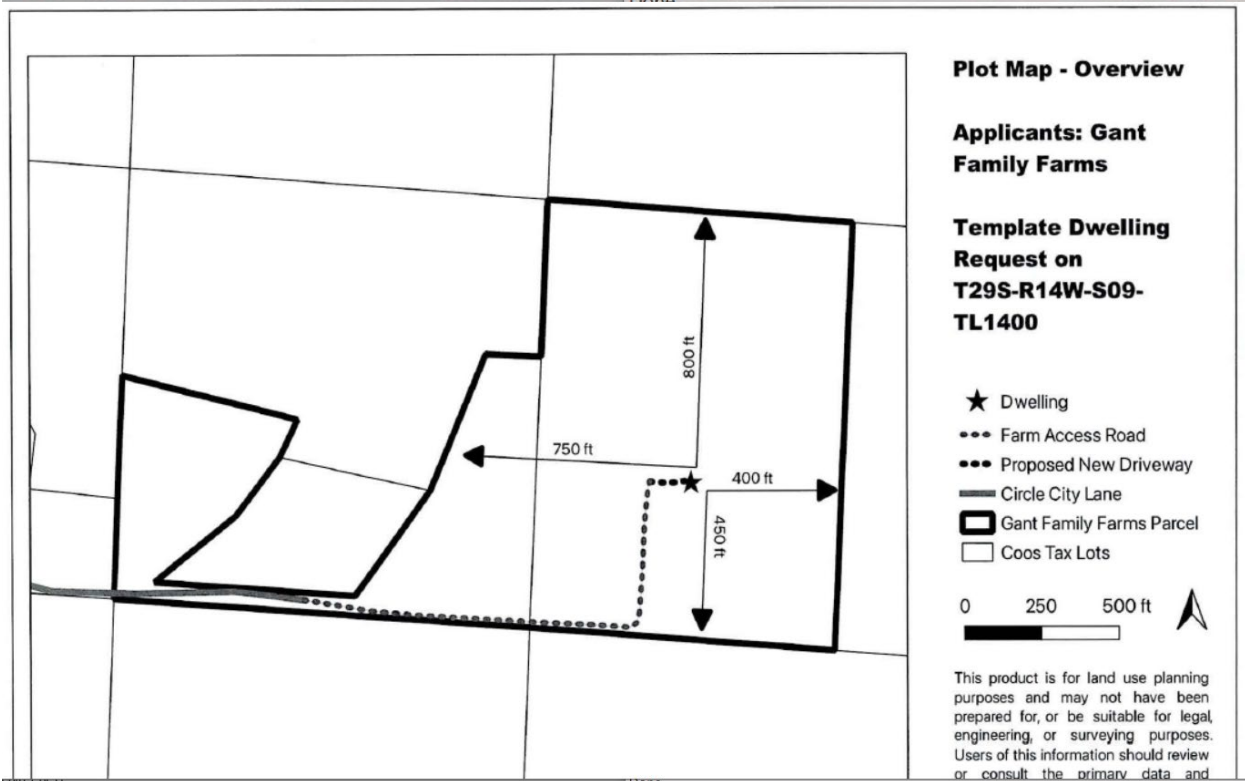 Plot Map - Overview
Applicants: Gant
Family Farms
Template Dwelling
Request on
T29S-R14W-S09-
TL1400
800 ft
750 ft
400 ft
450 ft
Dwelling
Farm Access Road
Proposed New Driveway
Circle City Lane
Gant Family Farms Parcel
Coos Tax Lots
0 250 500 ft
This product is for land use planning
purposes and may not have been
prepared for, or be suitable for legal,
engineering, or surveying purposes.
Users of this information should review
or consult the primary data and